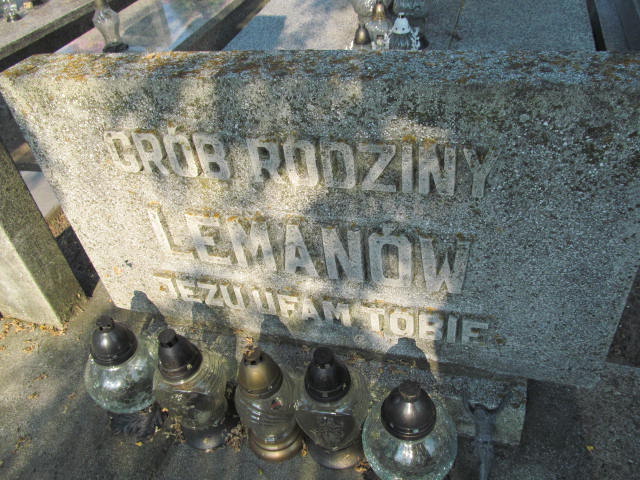 GRÓB RODZINY
LEMANÓW
JEZU UFAM TOBIE.